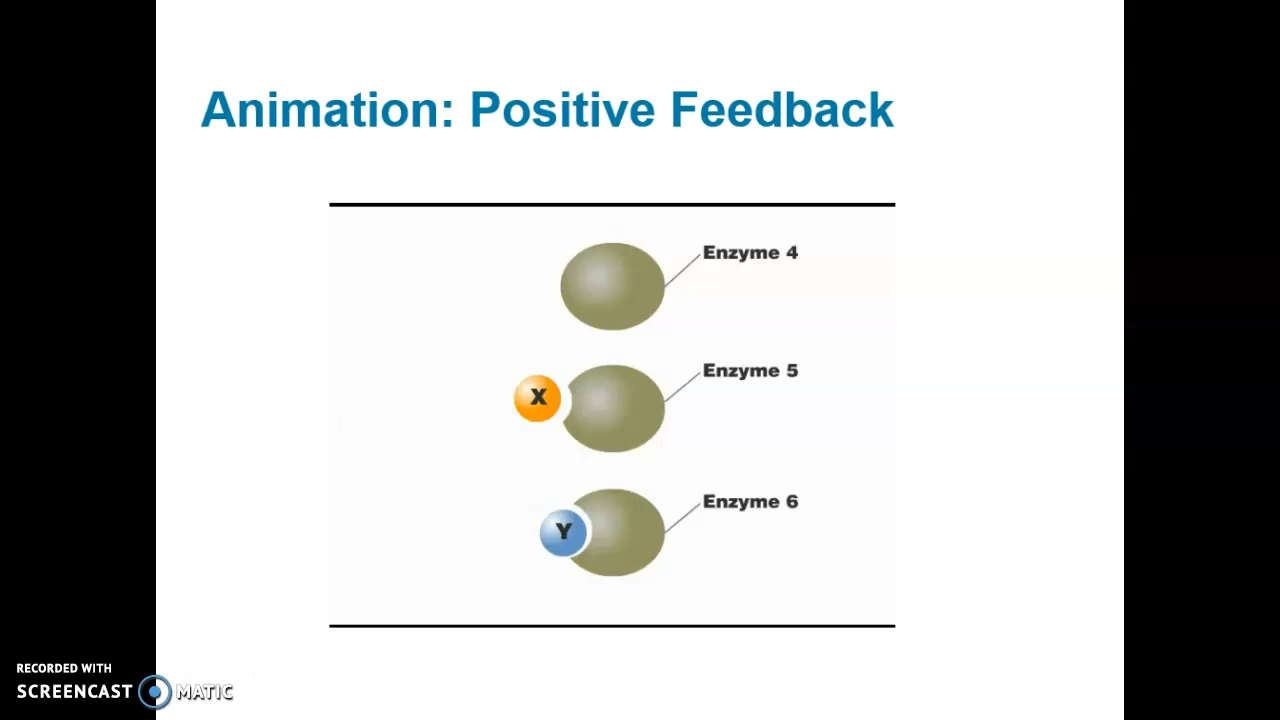 Animation: Positive Feedback
Enzyme 4
Enzyme 5
X
Enzyme 6
Y
RECORDED WITH
SCREENCAST MATIC